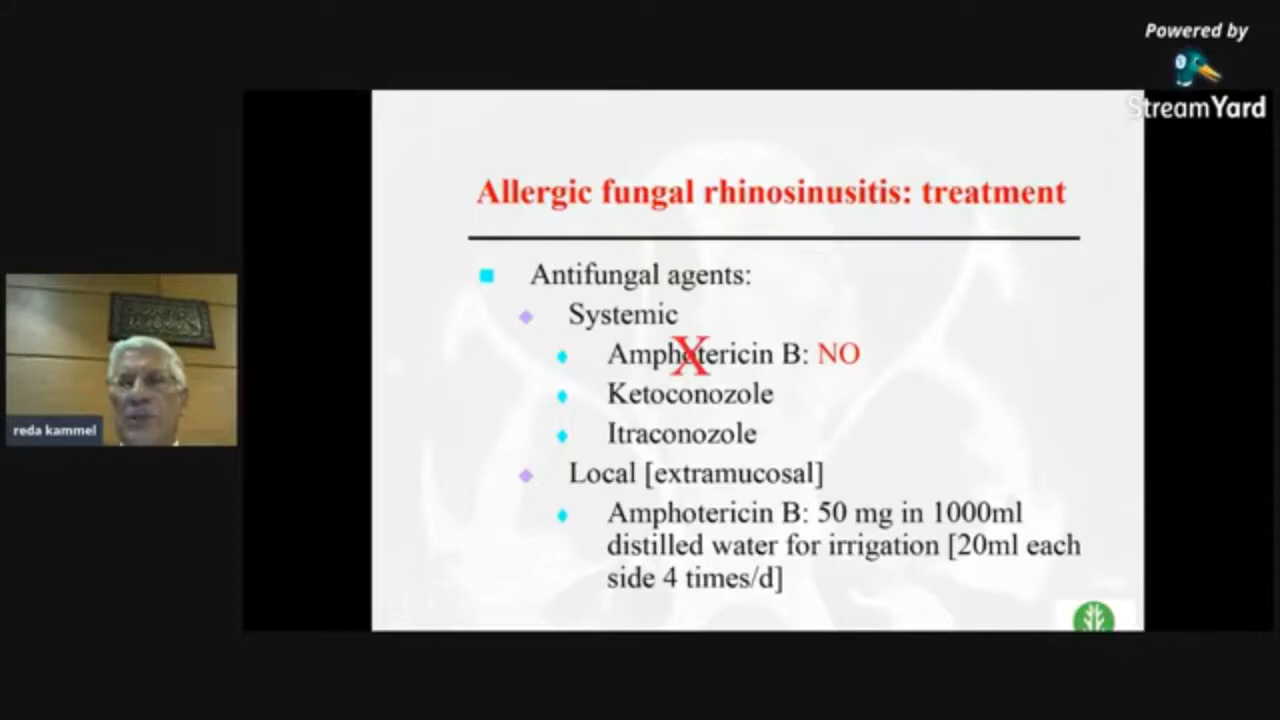 Powered by
StreamYard
Allergic fungal rhinosinusitis: treatment
Antifungal agents:
Systemic
Amphotericin B: NO
X
Ketoconozole
Itraconozole
Local [extramucosal]
Amphotericin B: 50 mg in 1000ml
distilled water for irrigation [20ml each
side 4 times/d]
reda kammel